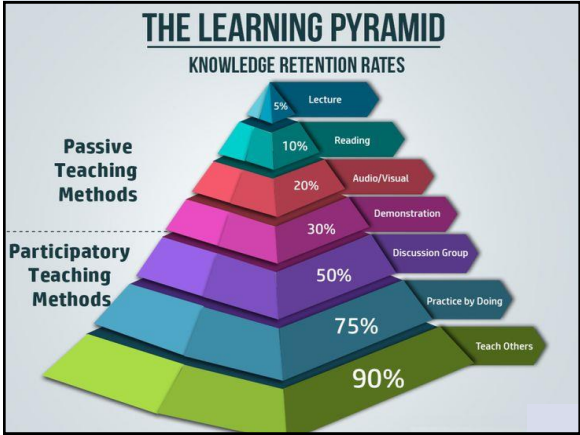 THE LEARNING PYRAMID
KNOWLEDGE RETENTION RATES
5% Lecture
10% Reading
Passive
Teaching
Methods
20% Audio/Visual
30% Demonstration
Participatory
Teaching
Methods
50% Discussion Group
75% Practice by Doing
90% Teach Others